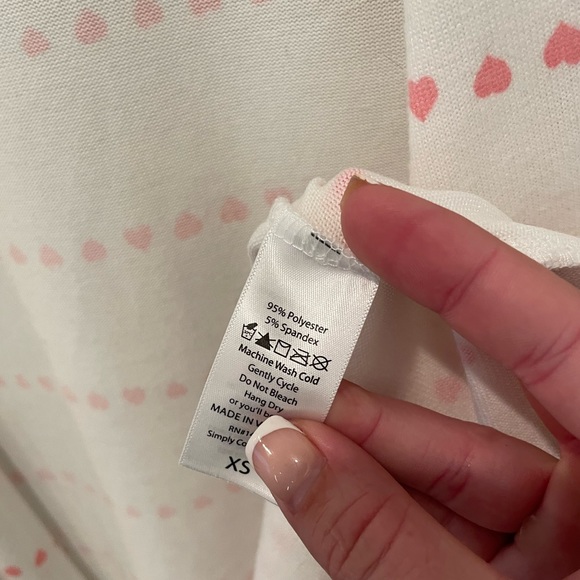 95% Polyester
5% Spandex
Machine Wash Cold
Gently Cycle
Do Not Bleach
Hang Dry
or you'll
MADE IN
Simply
XS